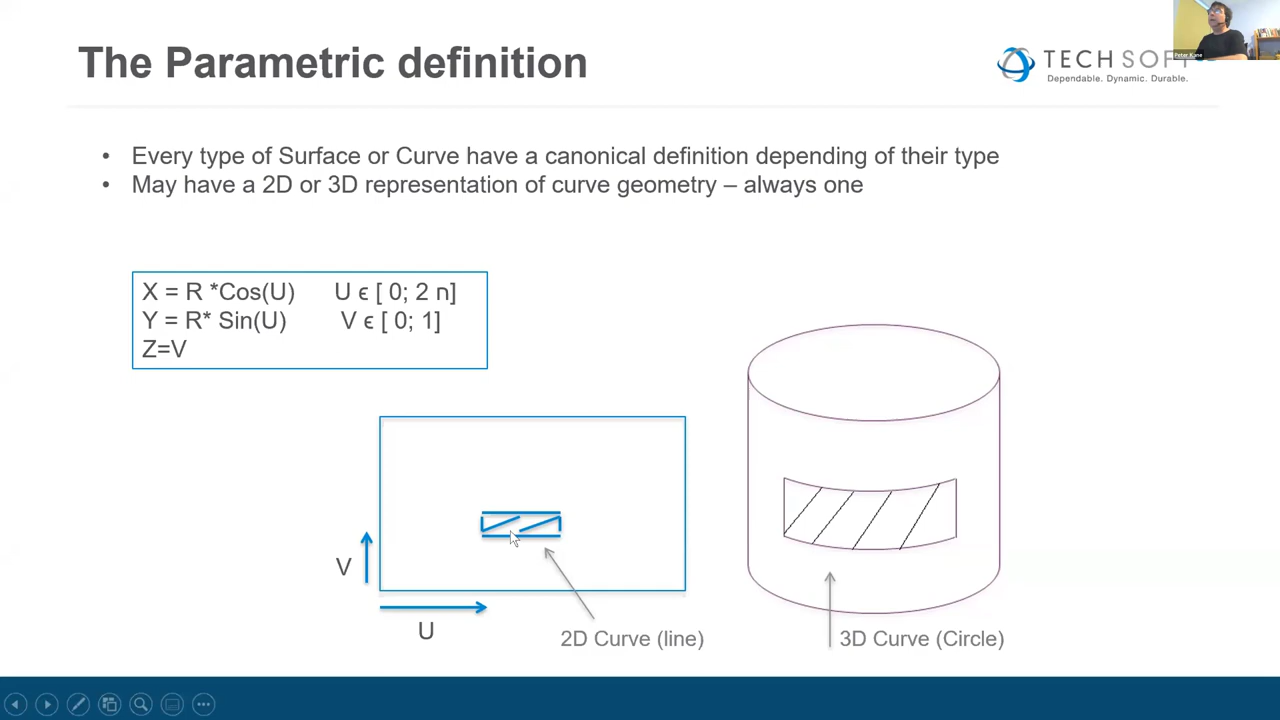 The Parametric definition
TECH SOFT
Dependable. Dynamic. Durable.
Peter Kane
• Every type of Surface or Curve have a canonical definition depending of their type
• May have a 2D or 3D representation of curve geometry – always one
X = R *Cos(U) U ϵ [ 0; 2 n]
Y = R* Sin(U) V ϵ [ 0; 1]
Z=V
V
U
2D Curve (line)
3D Curve (Circle)